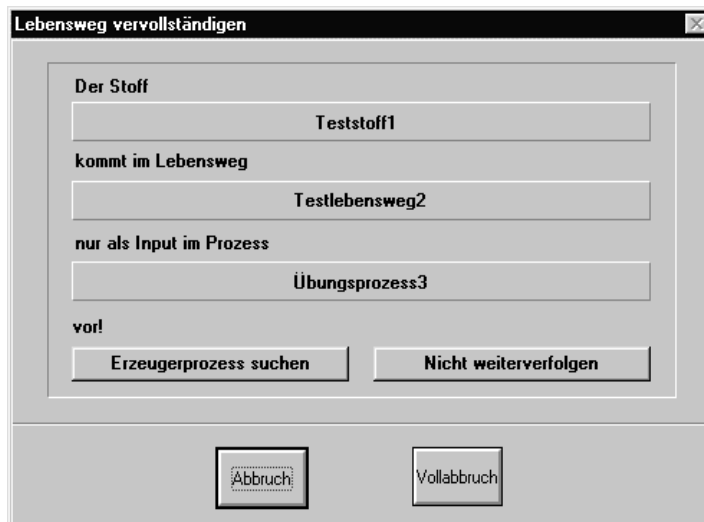 Lebensweg vervollständigen
Der Stoff
Teststoff1
kommt im Lebensweg
Testlebensweg2
nur als Input im Prozess
Übungsprozess3
vor!
Erzeugerprozess suchen Nicht weiterverfolgen
Abbruch Vollabbruch